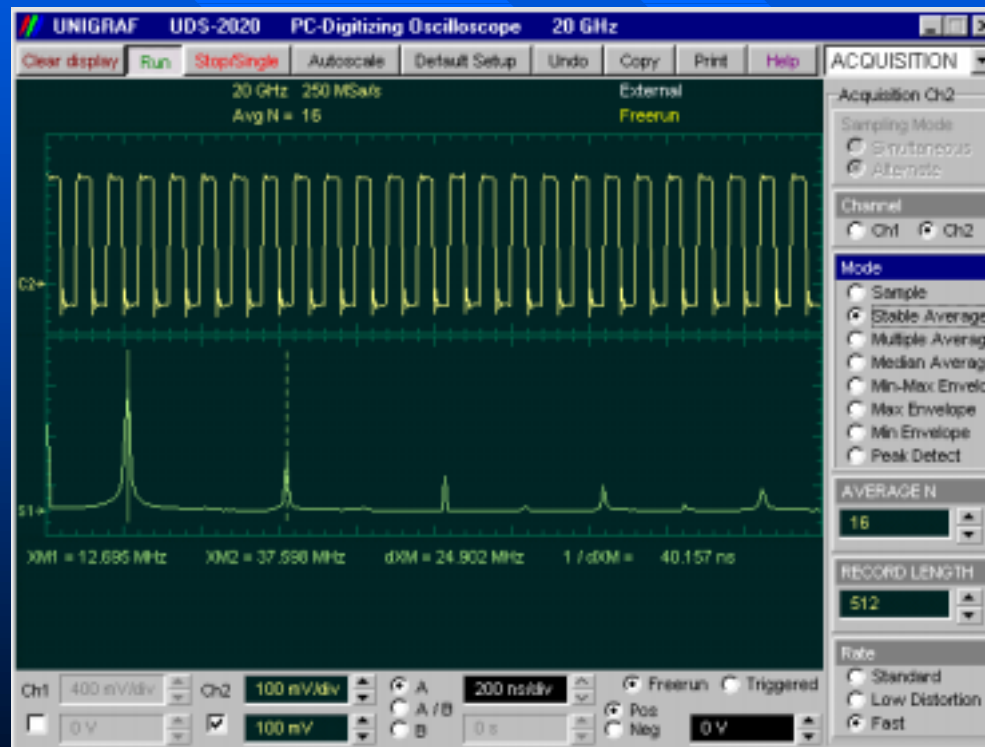 UNIGRAF UDS-2020 PC-Digitizing Oscilloscope 20 GHz
Clear display Run Stop/Single Autoscale Default Setup Undo Copy Print Help ACQUISITION
20 GHz 250 MSa/s External
Avg N = 16 Freerun
Acquisition Ch2
Sampling Mode
Simultaneous
Alternate
Channel
Ch1 Ch2
Mode
Sample
Stable Average
Multiple Averag
Median Averag
Min-Max Envelo
Max Envelope
Min Envelope
Peak Detect
C2
S1
XM1 = 12.695 MHz XM2 = 37.598 MHz dXM = 24.902 MHz 1 / dXM = 40.157 ns
AVERAGE N
16
RECORD LENGTH
512
Rate
Standard
Low Distortion
Fast
Ch1 400 mV/div Ch2 100 mV/div A 200 ns/div Freerun Triggered
A / B Pos
0 V 100 mV B 0 s Neg 0 V